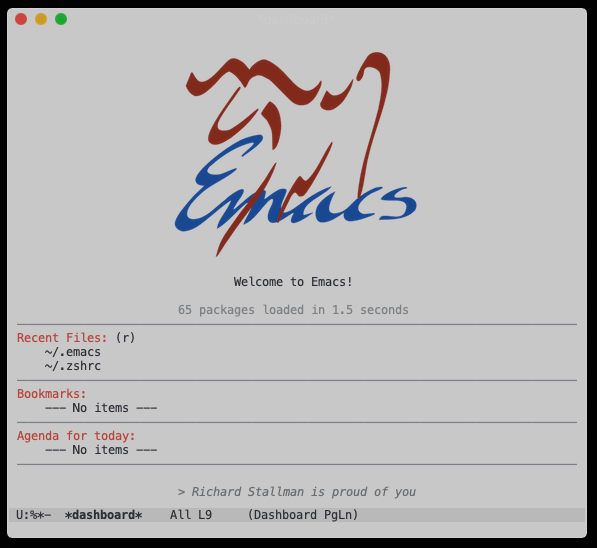 Emacs
Welcome to Emacs!
65 packages loaded in 1.5 seconds
Recent Files: (r)
~/.emacs
~/.zshrc
Bookmarks:
--- No items ---
Agenda for today:
--- No items ---
> Richard Stallman is proud of you
U:%*- *dashboard* All L9 (Dashboard PgLn)